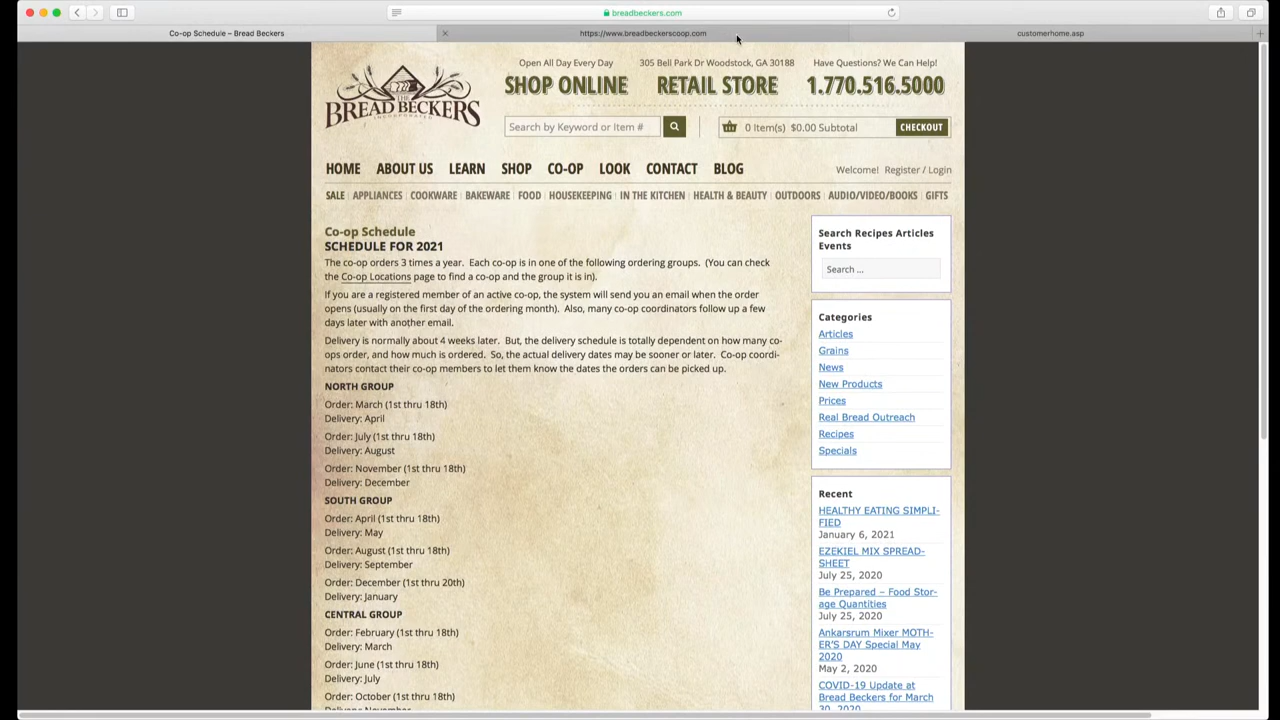 breadbeckers.com
Co-op Schedule – Bread Beckers
https://www.breadbeckerscoop.com
customerhome.asp
THE
BREAD BECKERS
INCORPORATED
Open All Day Every Day
SHOP ONLINE
305 Bell Park Dr Woodstock, GA 30188
RETAIL STORE
Have Questions? We Can Help!
1.770.516.5000
Search by Keyword or Item #
0 Item(s) $0.00 Subtotal
CHECKOUT
HOME ABOUT US LEARN SHOP CO-OP LOOK CONTACT BLOG
Welcome! Register / Login
SALE | APPLIANCES | COOKWARE | BAKEWARE | FOOD | HOUSEKEEPING | IN THE KITCHEN | HEALTH & BEAUTY | OUTDOORS | AUDIO/VIDEO/BOOKS | GIFTS
Co-op Schedule
SCHEDULE FOR 2021
The co-op orders 3 times a year. Each co-op is in one of the following ordering groups. (You can check
the Co-op Locations page to find a co-op and the group it is in).
If you are a registered member of an active co-op, the system will send you an email when the order
opens (usually on the first day of the ordering month). Also, many co-op coordinators follow up a few
days later with another email.
Delivery is normally about 4 weeks later. But, the delivery schedule is totally dependent on how many co-
ops order, and how much is ordered. So, the actual delivery dates may be sooner or later. Co-op coordi-
nators contact their co-op members to let them know the dates the orders can be picked up.
NORTH GROUP
Order: March (1st thru 18th)
Delivery: April
Order: July (1st thru 18th)
Delivery: August
Order: November (1st thru 18th)
Delivery: December
SOUTH GROUP
Order: April (1st thru 18th)
Delivery: May
Order: August (1st thru 18th)
Delivery: September
Order: December (1st thru 20th)
Delivery: January
CENTRAL GROUP
Order: February (1st thru 18th)
Delivery: March
Order: June (1st thru 18th)
Delivery: July
Order: October (1st thru 18th)
Delivery: November
Search Recipes Articles
Events
Search ...
Categories
Articles
Grains
News
New Products
Prices
Real Bread Outreach
Recipes
Specials
Recent
HEALTHY EATING SIMPLI-
FIED
January 6, 2021
EZEKIEL MIX SPREAD-
SHEET
July 25, 2020
Be Prepared – Food Stor-
age Quantities
July 25, 2020
Ankarsrum Mixer MOTH-
ER'S DAY Special May
2020
May 2, 2020
COVID-19 Update at
Bread Beckers for March
30, 2020